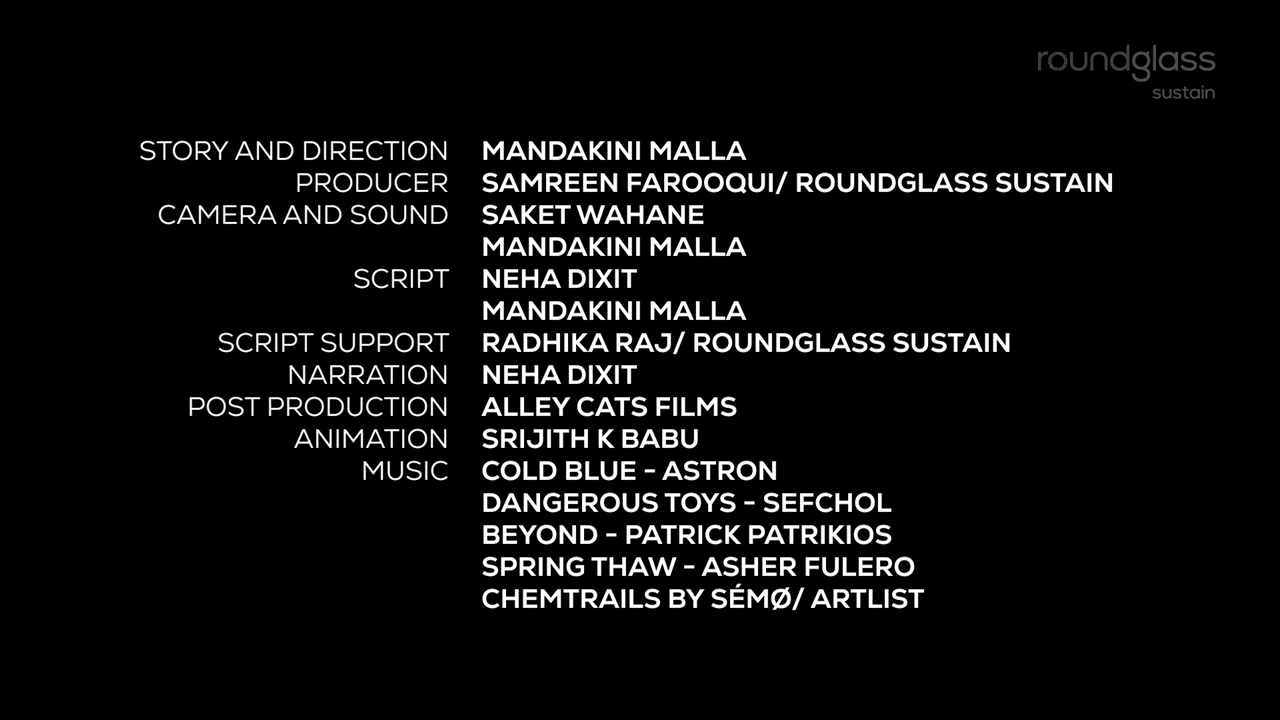 roundglass
sustain
STORY AND DIRECTION MANDAKINI MALLA
PRODUCER SAMREEN FAROOQUI/ ROUNDGLASS SUSTAIN
CAMERA AND SOUND SAKET WAHANE
MANDAKINI MALLA
SCRIPT NEHA DIXIT
MANDAKINI MALLA
SCRIPT SUPPORT RADHIKA RAJ/ ROUNDGLASS SUSTAIN
NARRATION NEHA DIXIT
POST PRODUCTION ALLEY CATS FILMS
ANIMATION SRIJITH K BABU
MUSIC COLD BLUE - ASTRON
DANGEROUS TOYS - SEFCHOL
BEYOND - PATRICK PATRIKIOS
SPRING THAW - ASHER FULERO
CHEMTRAILS BY SÉMØ/ ARTLIST